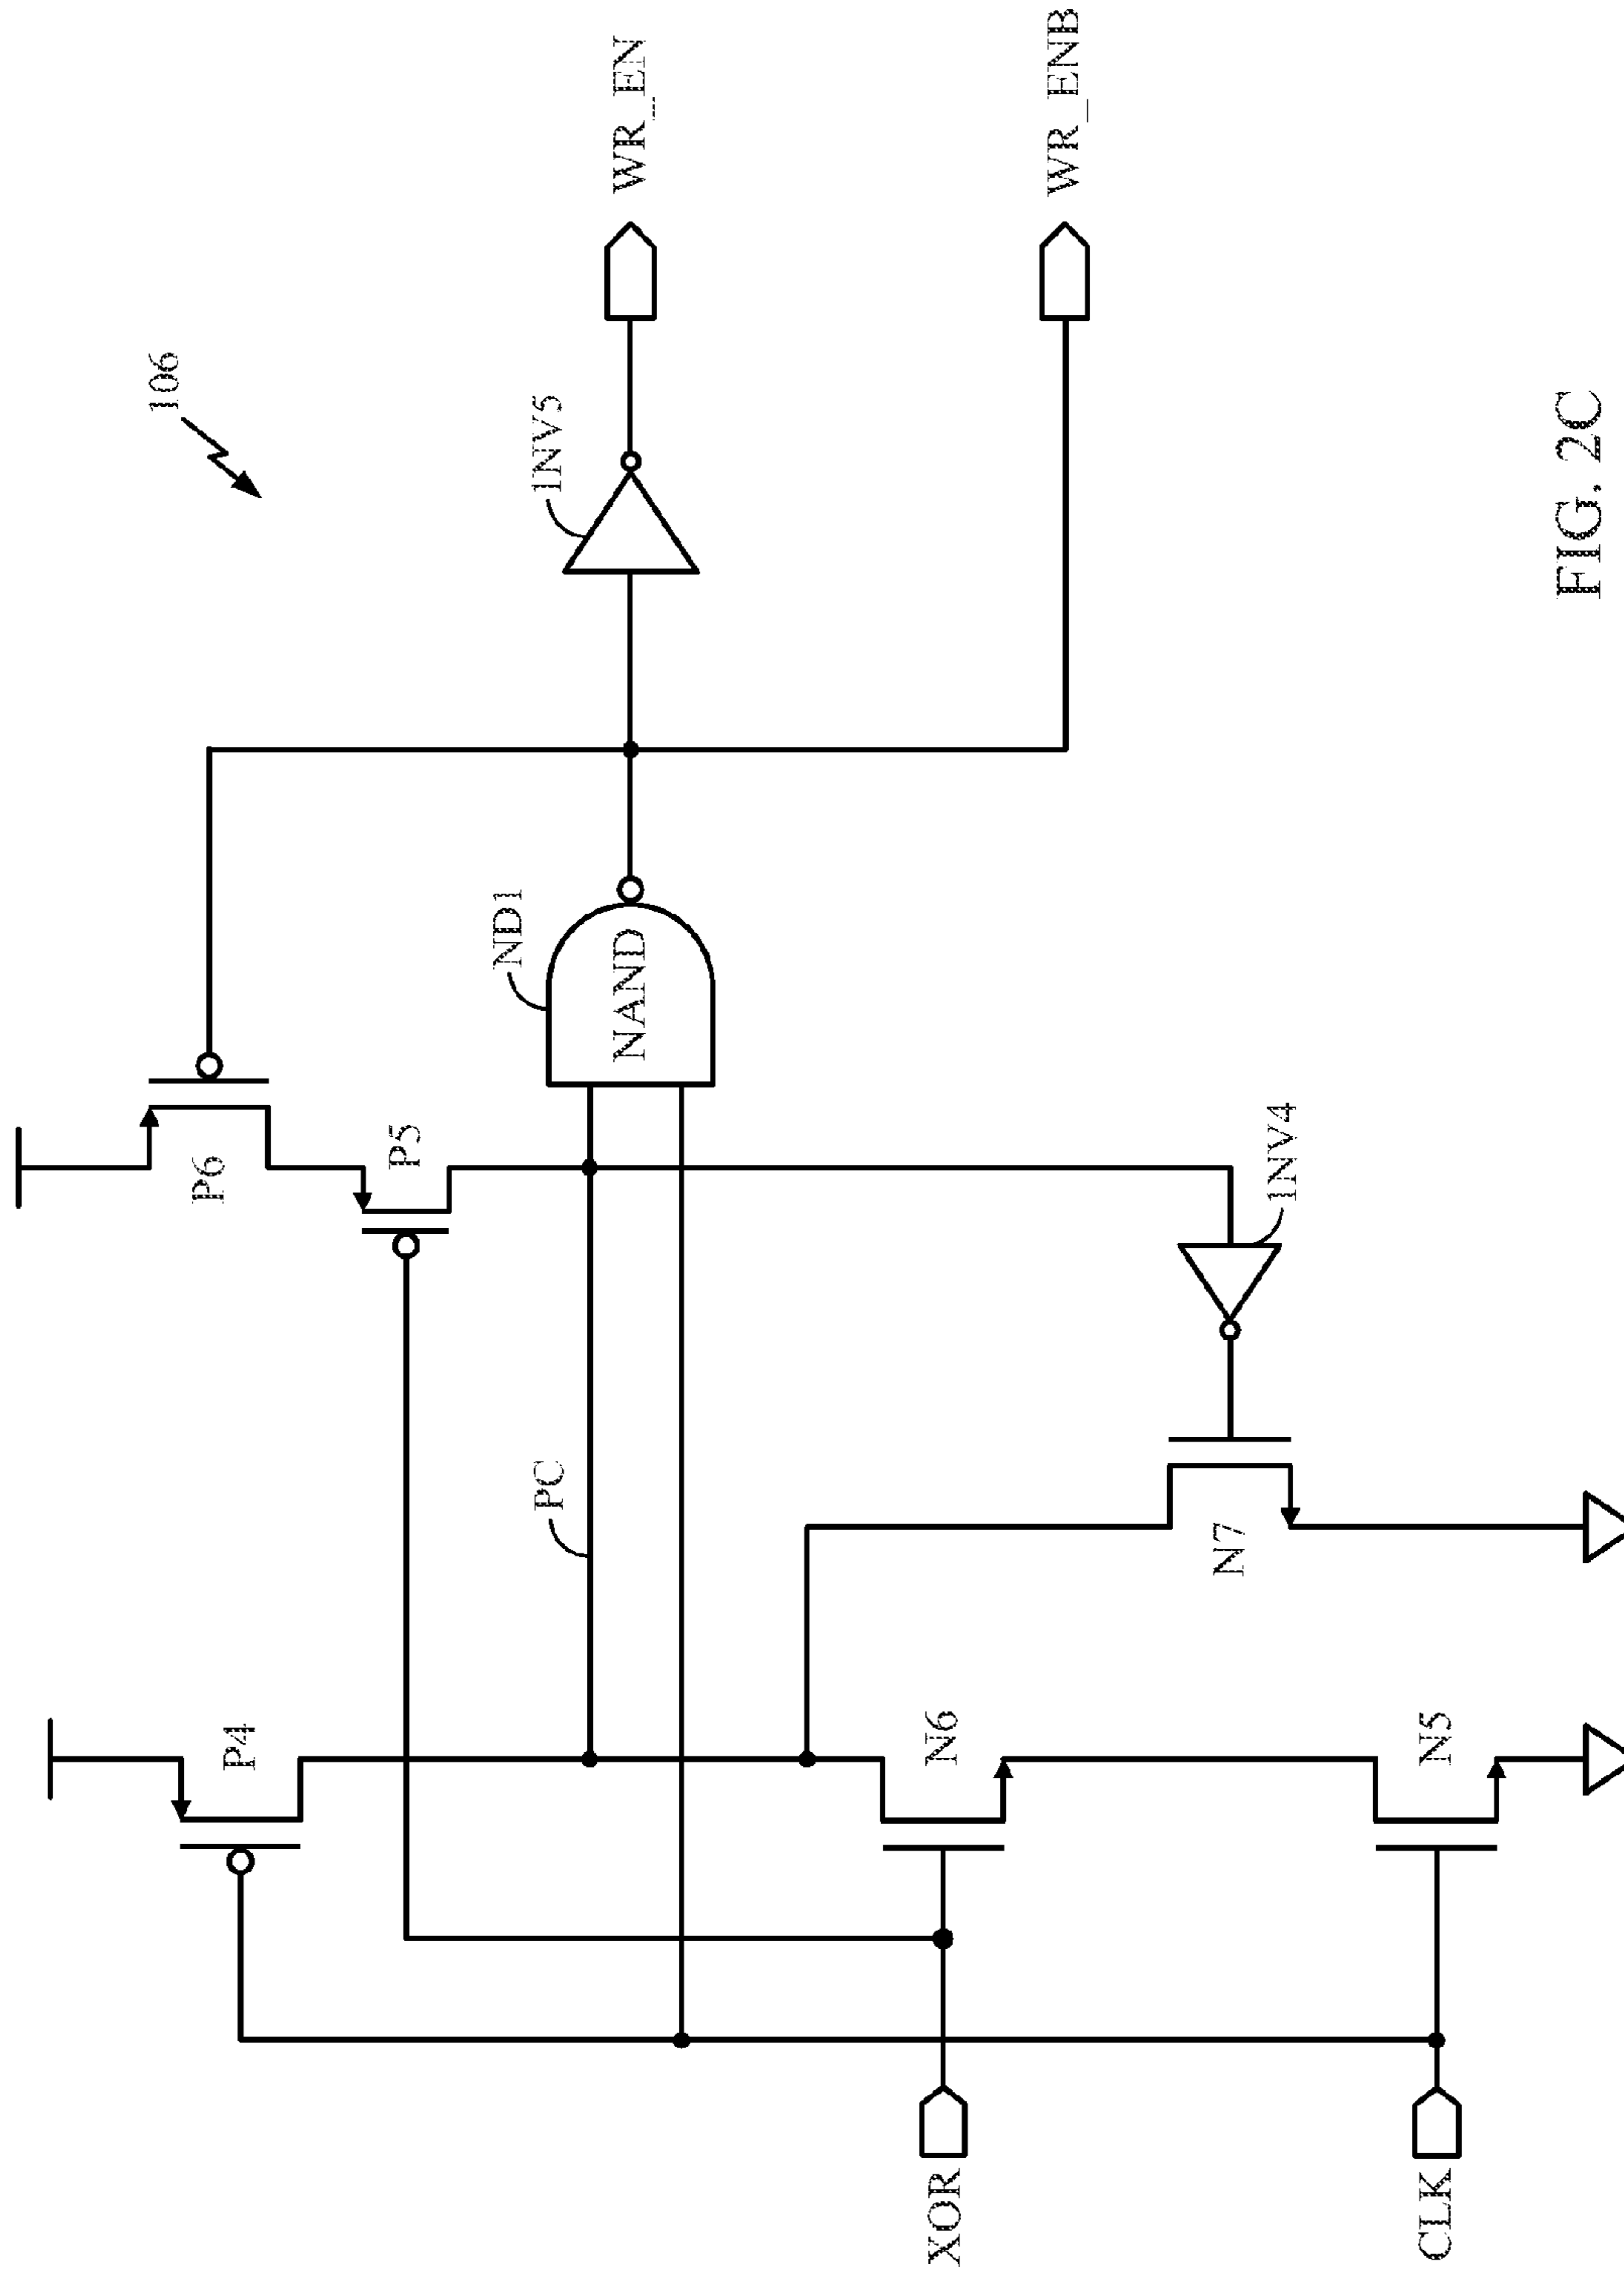 106
P6
P5
P4
INV5
WR_EN
ND1
NAND
PC
N6
N7
INV4
XOR
WR_ENB
N5
CLK
FIG. 2C